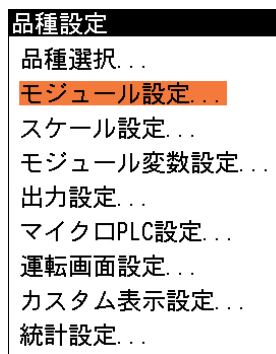 品種設定
品種選択...
モジュール設定...
スケール設定...
モジュール変数設定...
出力設定...
マイクロPLC設定...
運転画面設定...
カスタム表示設定...
統計設定...